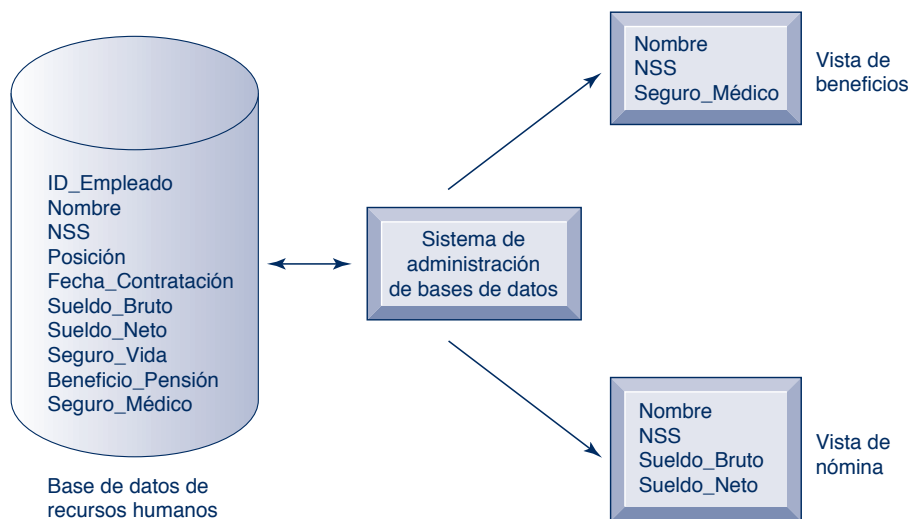 ID_Empleado
Nombre
NSS
Posición
Fecha_Contratación
Sueldo_Bruto
Sueldo_Neto
Seguro_Vida
Beneficio_Pensión
Seguro_Médico
Base de datos de
recursos humanos
Sistema de
administración
de bases de datos
Nombre
NSS
Seguro_Médico
Vista de
beneficios
Nombre
NSS
Sueldo_Bruto
Sueldo_Neto
Vista de
nómina